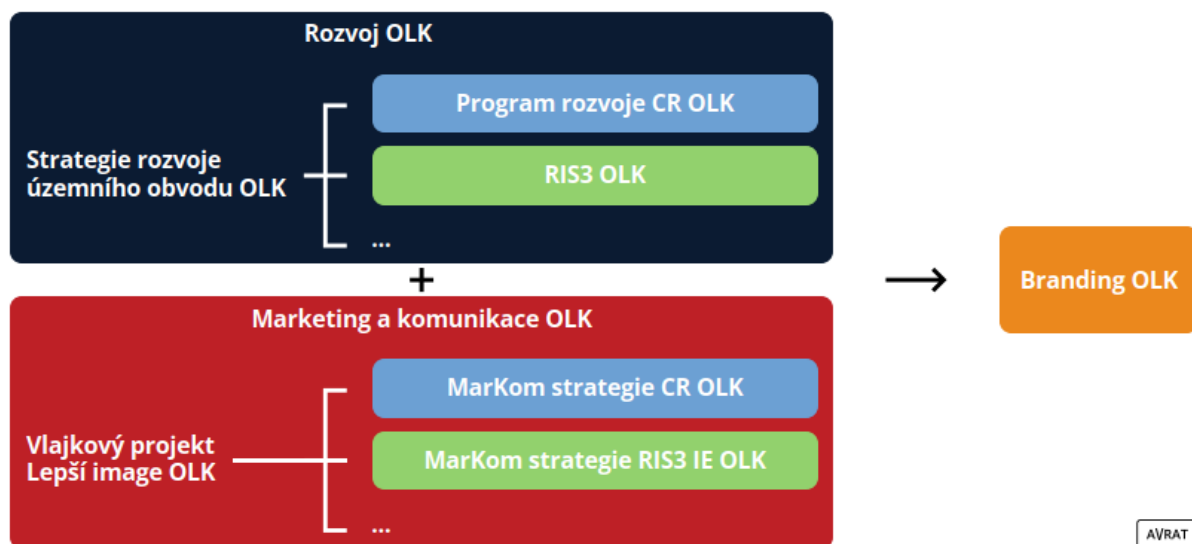 Rozvoj OLK
Program rozvoje CR OLK
Strategie rozvoje
územního obvodu OLK
RIS3 OLK
...
+
Marketing a komunikace OLK
MarKom strategie CR OLK
Vlajkový projekt
Lepší image OLK
MarKom strategie RIS3 IE OLK
...
Branding OLK
AVRAT